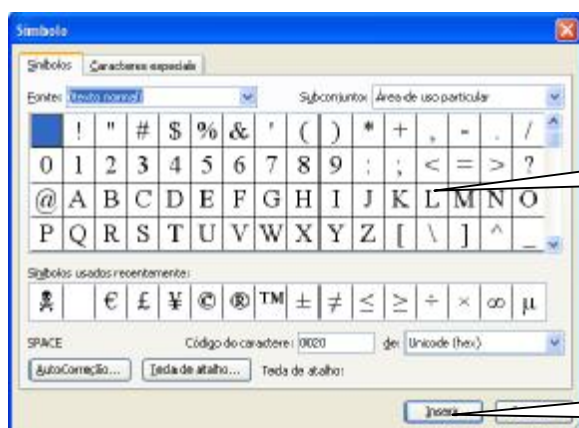 Símbolo
Símbolos Caracteres especiais
Fonte: (texto normal) Subconjunto: Área de uso particular
! " # $ % & ' ( ) * + , - . /
0 1 2 3 4 5 6 7 8 9 : ; < = > ?
@ A B C D E F G H I J K L M N O
P Q R S T U V W X Y Z [ \ ] ^ _
Símbolos usados recentemente:
€ £ ¥ © ® TM ± ≠ ≤ ≥ ÷ × ∞ µ
SPACE Código do caractere: 0020 de: Unicode (hex)
AutoCorreção... Tecla de atalho... Tecla de atalho:
Inserir